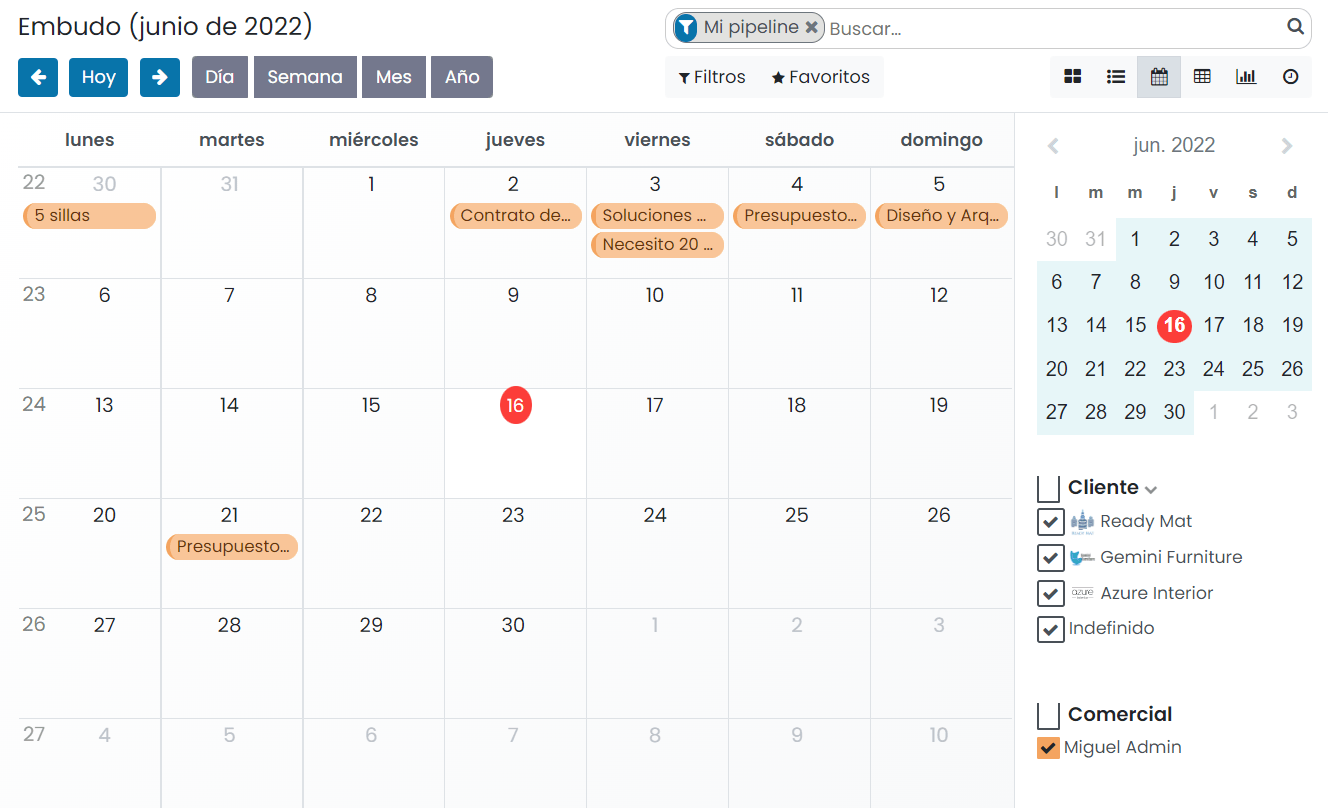 Embudo (junio de 2022)
Mi pipeline Buscar...
Hoy Día Semana Mes Año
Filtros Favoritos
lunes martes miércoles jueves viernes sábado domingo
22 30 31 1 2 3 4 5
5 sillas Contrato de... Soluciones ... Presupuesto... Diseño y Arq...
Necesito 20 ...
23 6 7 8 9 10 11 12
24 13 14 15 16 17 18 19
25 20 21 22 23 24 25 26
Presupuesto...
26 27 28 29 30 1 2 3
27 4 5 6 7 8 9 10
jun. 2022
l m m j v s d
30 31 1 2 3 4 5
6 7 8 9 10 11 12
13 14 15 16 17 18 19
20 21 22 23 24 25 26
27 28 29 30 1 2 3
Cliente
Ready Mat
Gemini Furniture
azure Azure Interior
Indefinido
Comercial
Miguel Admin